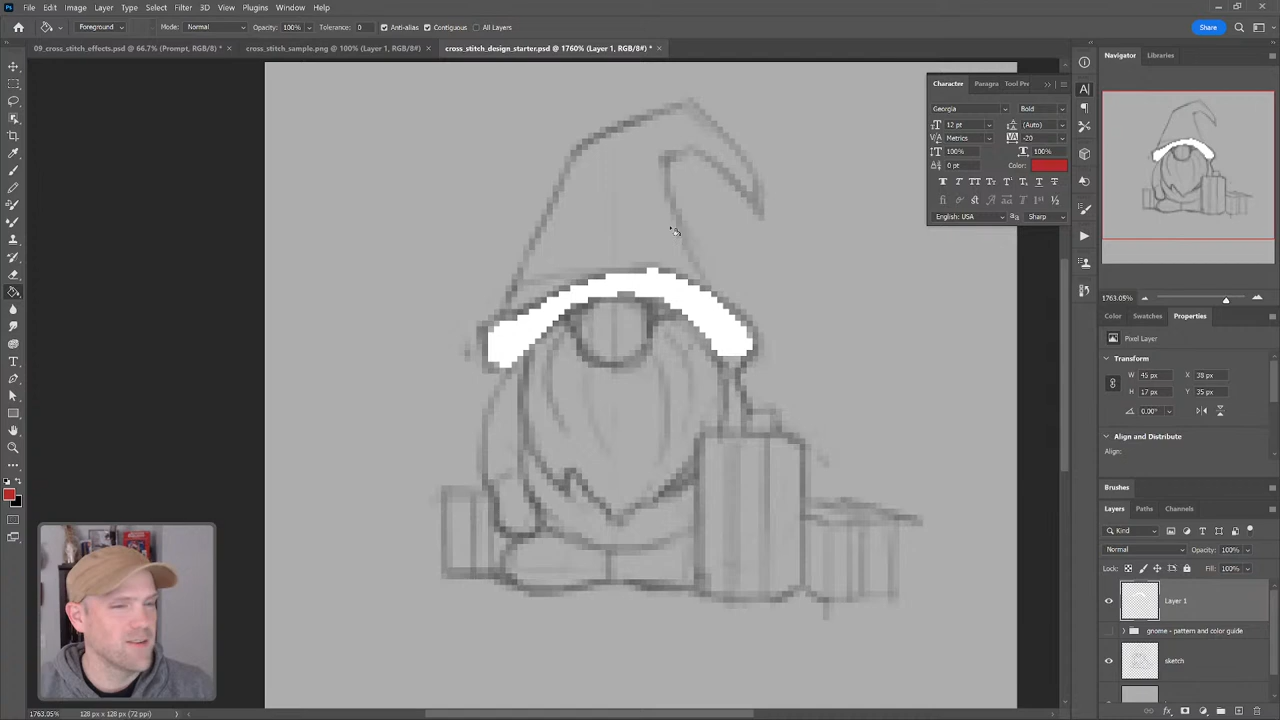 File Edit Image Layer Type Select Filter 3D View Plugins Window Help
Foreground Mode: Normal Opacity: 100% Tolerance: 0 Anti-alias Contiguous All Layers Share
09_cross_stitch_effects.psd @ 66.7% (Prompt, RGB/8) * × cross_stitch_sample.png @ 100% (Layer 1, RGB/8#) × cross_stitch_design_starter.psd @ 1760% (Layer 1, RGB/8#) * ×
Navigator Libraries
Character Paragra Tool Pre
Georgia Bold
12 pt (Auto)
Metrics -20
100% 100%
0 pt Color:
English: USA Sharp
1763.05%
Color Swatches Properties
Pixel Layer
Transform
W 45 px X 38 px
H 17 px Y 35 px
0.00°
Align and Distribute
Align:
Brushes
Layers Paths Channels
Kind
Normal Opacity: 100%
Lock: Fill: 100%
Layer 1
gnome - pattern and color guide
sketch
1763.05% 128 px x 128 px (72 ppi)